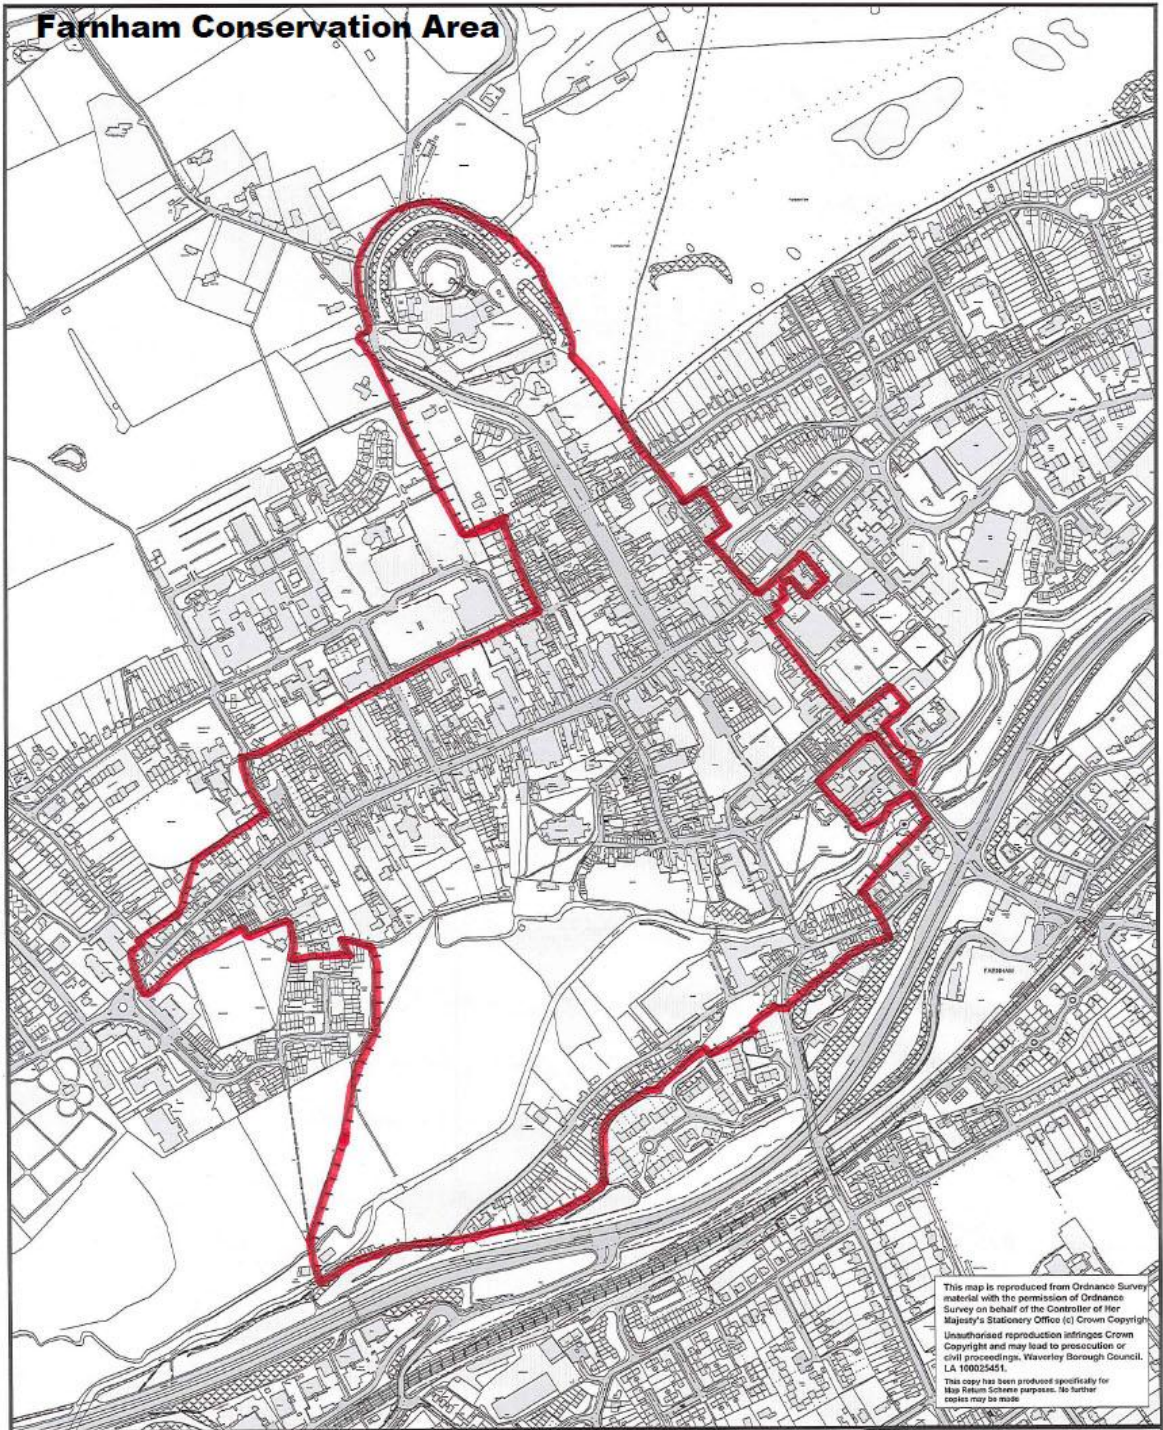 Farnham Conservation Area
FARNHAM
This map is reproduced from Ordnance Survey
material with the permission of Ordnance
Survey on behalf of the Controller of Her
Majesty's Stationery Office (c) Crown Copyrigh
Unauthorised reproduction infringes Crown
Copyright and may lead to prosecution or
civil proceedings. Waverley Borough Council.
LA 100025451.
This copy has been produced specifically for
Map Return Scheme purposes. No further
copies may be made